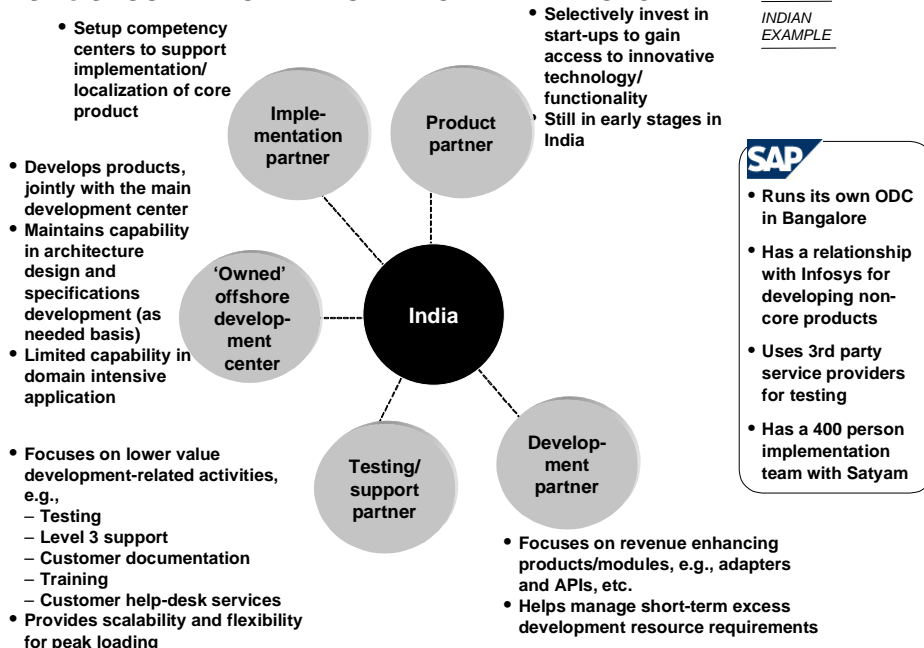 • Setup competency
centers to support
implementation/
localization of core
product
• Selectively invest in
start-ups to gain
access to innovative
technology/
functionality
• Still in early stages in
India
INDIAN
EXAMPLE
Imple-
mentation
partner
Product
partner
• Develops products,
jointly with the main
development center
• Maintains capability
in architecture
design and
specifications
development (as
needed basis)
• Limited capability in
domain intensive
application
‘Owned’
offshore
develop-
ment
center
India
SAP
• Runs its own ODC
in Bangalore
• Has a relationship
with Infosys for
developing non-
core products
• Uses 3rd party
service providers
for testing
• Has a 400 person
implementation
team with Satyam
• Focuses on lower value
development-related activities,
e.g.,
– Testing
– Level 3 support
– Customer documentation
– Training
– Customer help-desk services
• Provides scalability and flexibility
for peak loading
Testing/
support
partner
Develop-
ment
partner
• Focuses on revenue enhancing
products/modules, e.g., adapters
and APIs, etc.
• Helps manage short-term excess
development resource requirements